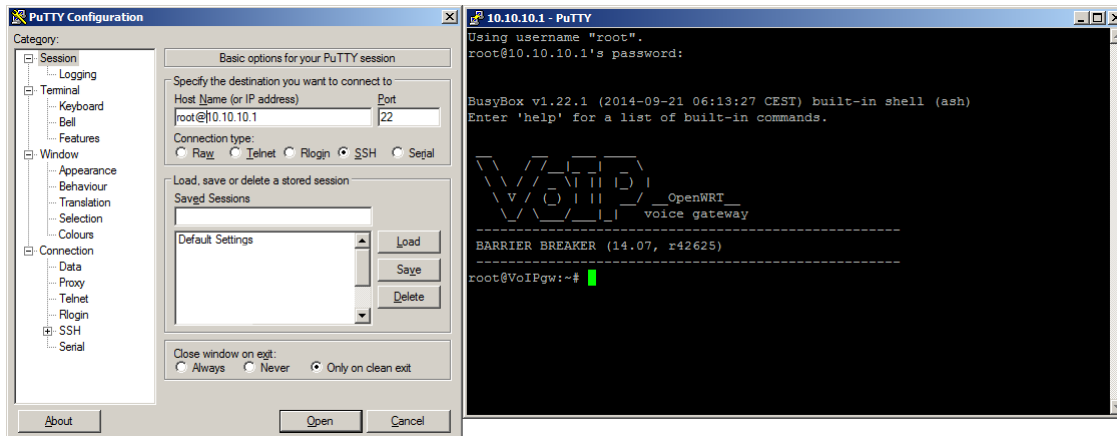 PuTTY Configuration
Category:
Session
Logging
Terminal
Keyboard
Bell
Features
Window
Appearance
Behaviour
Translation
Selection
Colours
Connection
Data
Proxy
Telnet
Rlogin
SSH
Serial
Basic options for your PuTTY session
Specify the destination you want to connect to
Host Name (or IP address) Port
root@10.10.10.1 22
Connection type:
Raw Telnet Rlogin SSH Serial
Load, save or delete a stored session
Saved Sessions
Default Settings
Load
Save
Delete
Close window on exit:
Always Never Only on clean exit
About Open Cancel
10.10.10.1 - PuTTY
Using username "root".
root@10.10.10.1's password:
BusyBox v1.22.1 (2014-09-21 06:13:27 CEST) built-in shell (ash)
Enter 'help' for a list of built-in commands.
VoIP
__OpenWRT__
voice gateway
BARRIER BREAKER (14.07, r42625)
root@VoIPgw:~#